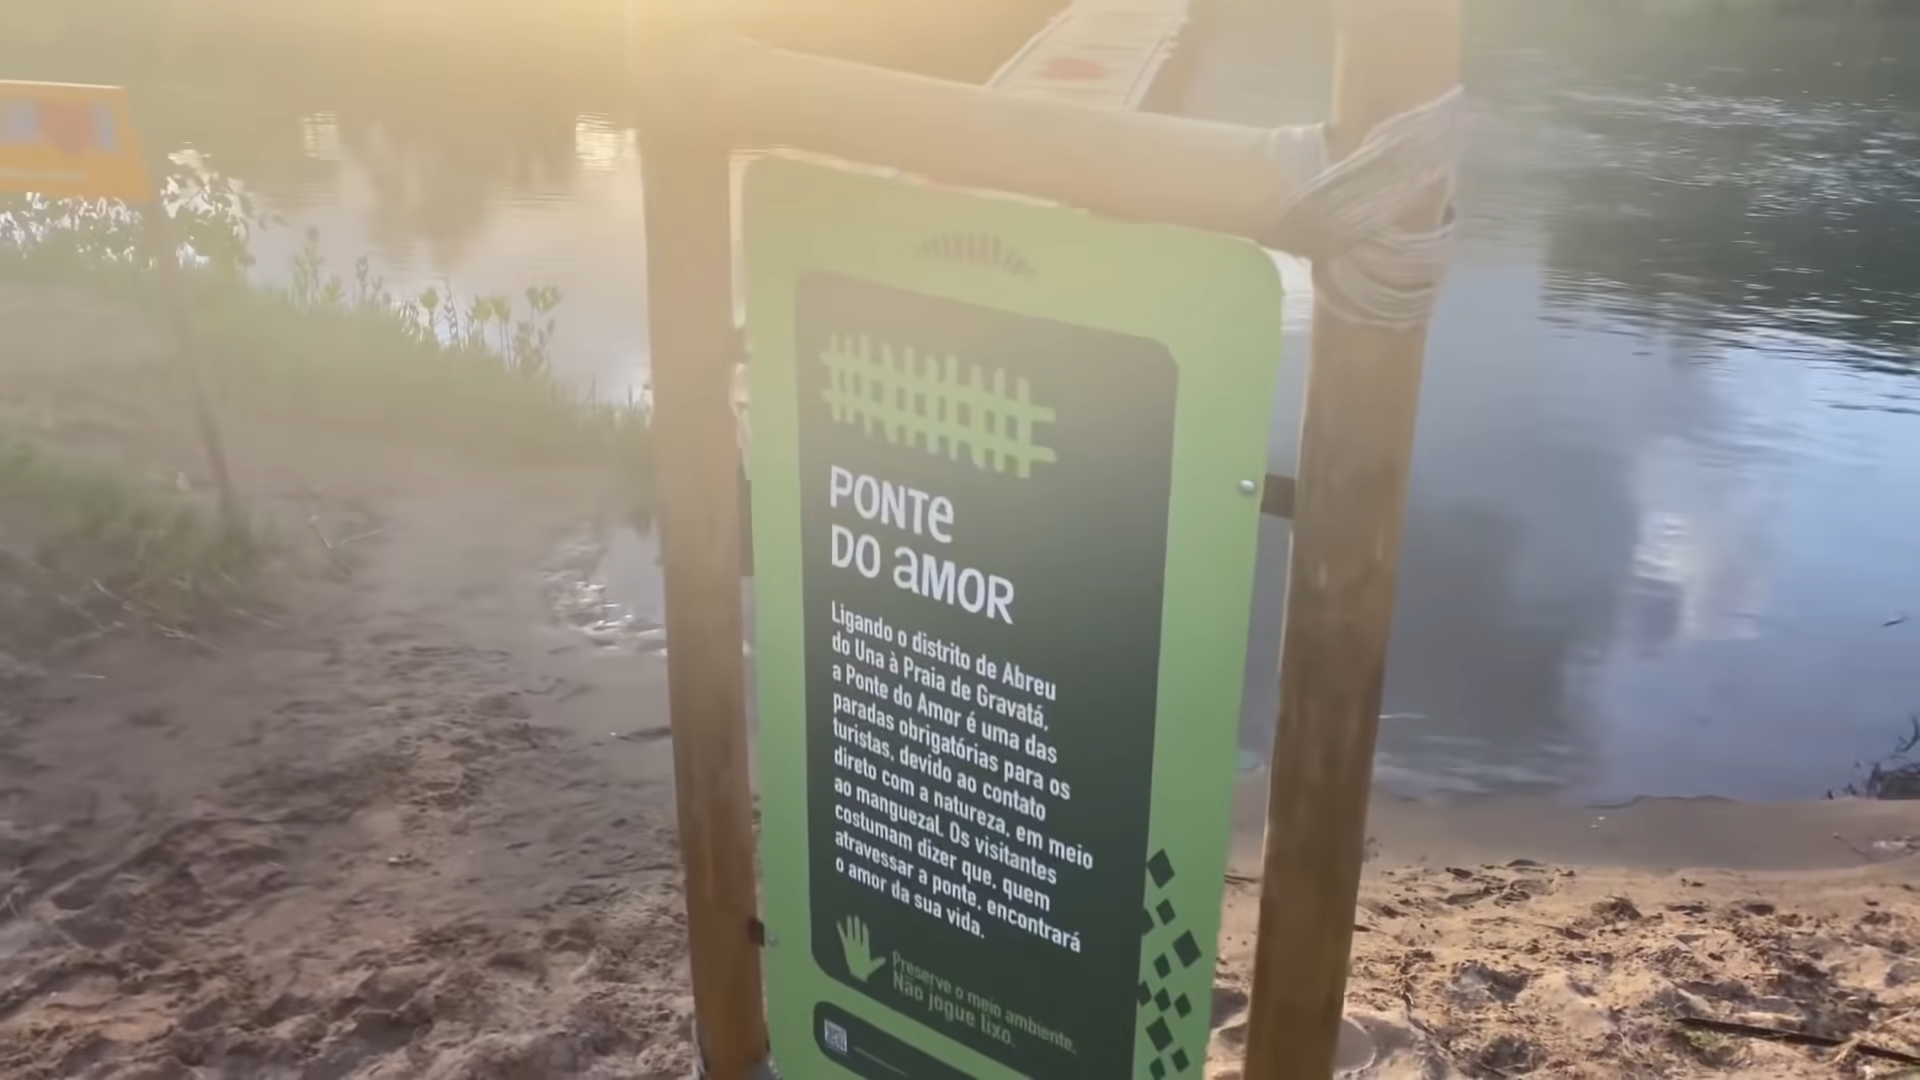 PONTE
DO AMOR
Ligando o distrito de Abreu
do Una à Praia de Gravatá,
a Ponte do Amor é uma das
paradas obrigatórias para os
turistas, devido ao contato
direto com a natureza, em meio
ao manguezal. Os visitantes
costumam dizer que, quem
atravessar a ponte, encontrará
o amor da sua vida.
Preserve o meio ambiente.
Não jogue lixo.